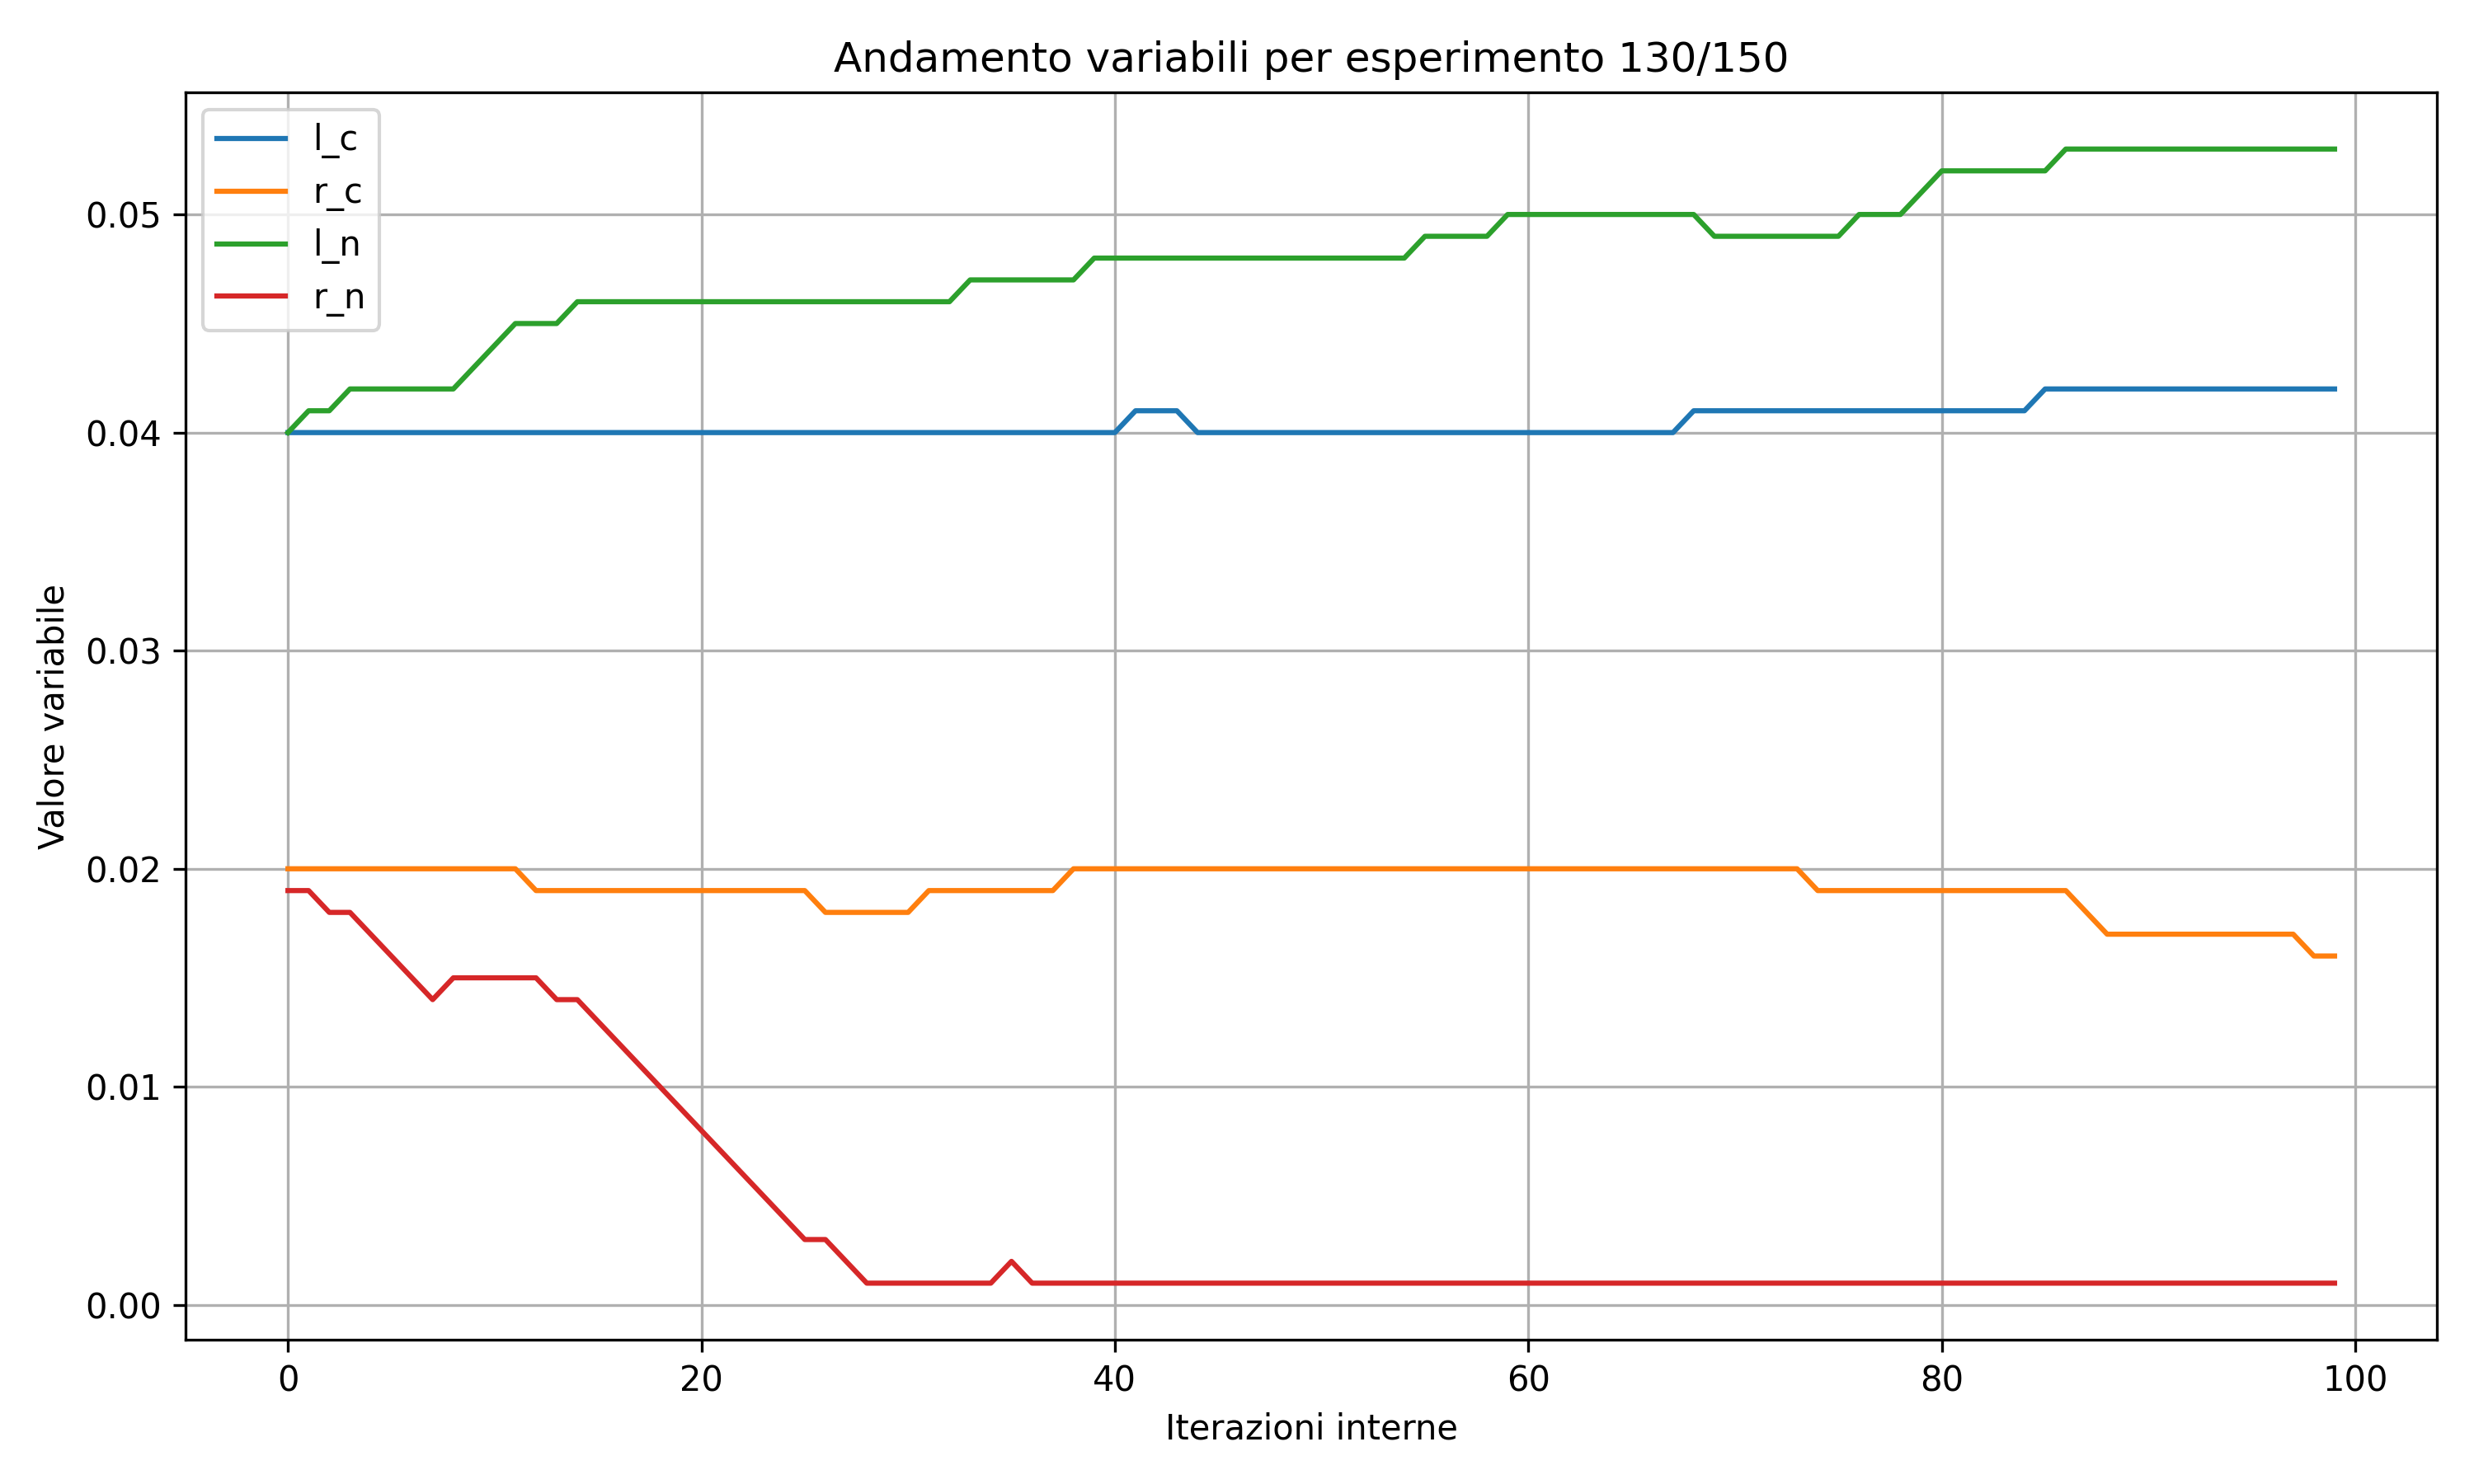 Andamento variabili per esperimento 130/150
l_c
r_c
l_n
r_n
Valore variabile
0.05
0.04
0.03
0.02
0.01
0.00
0 20 40 60 80 100
Iterazioni interne